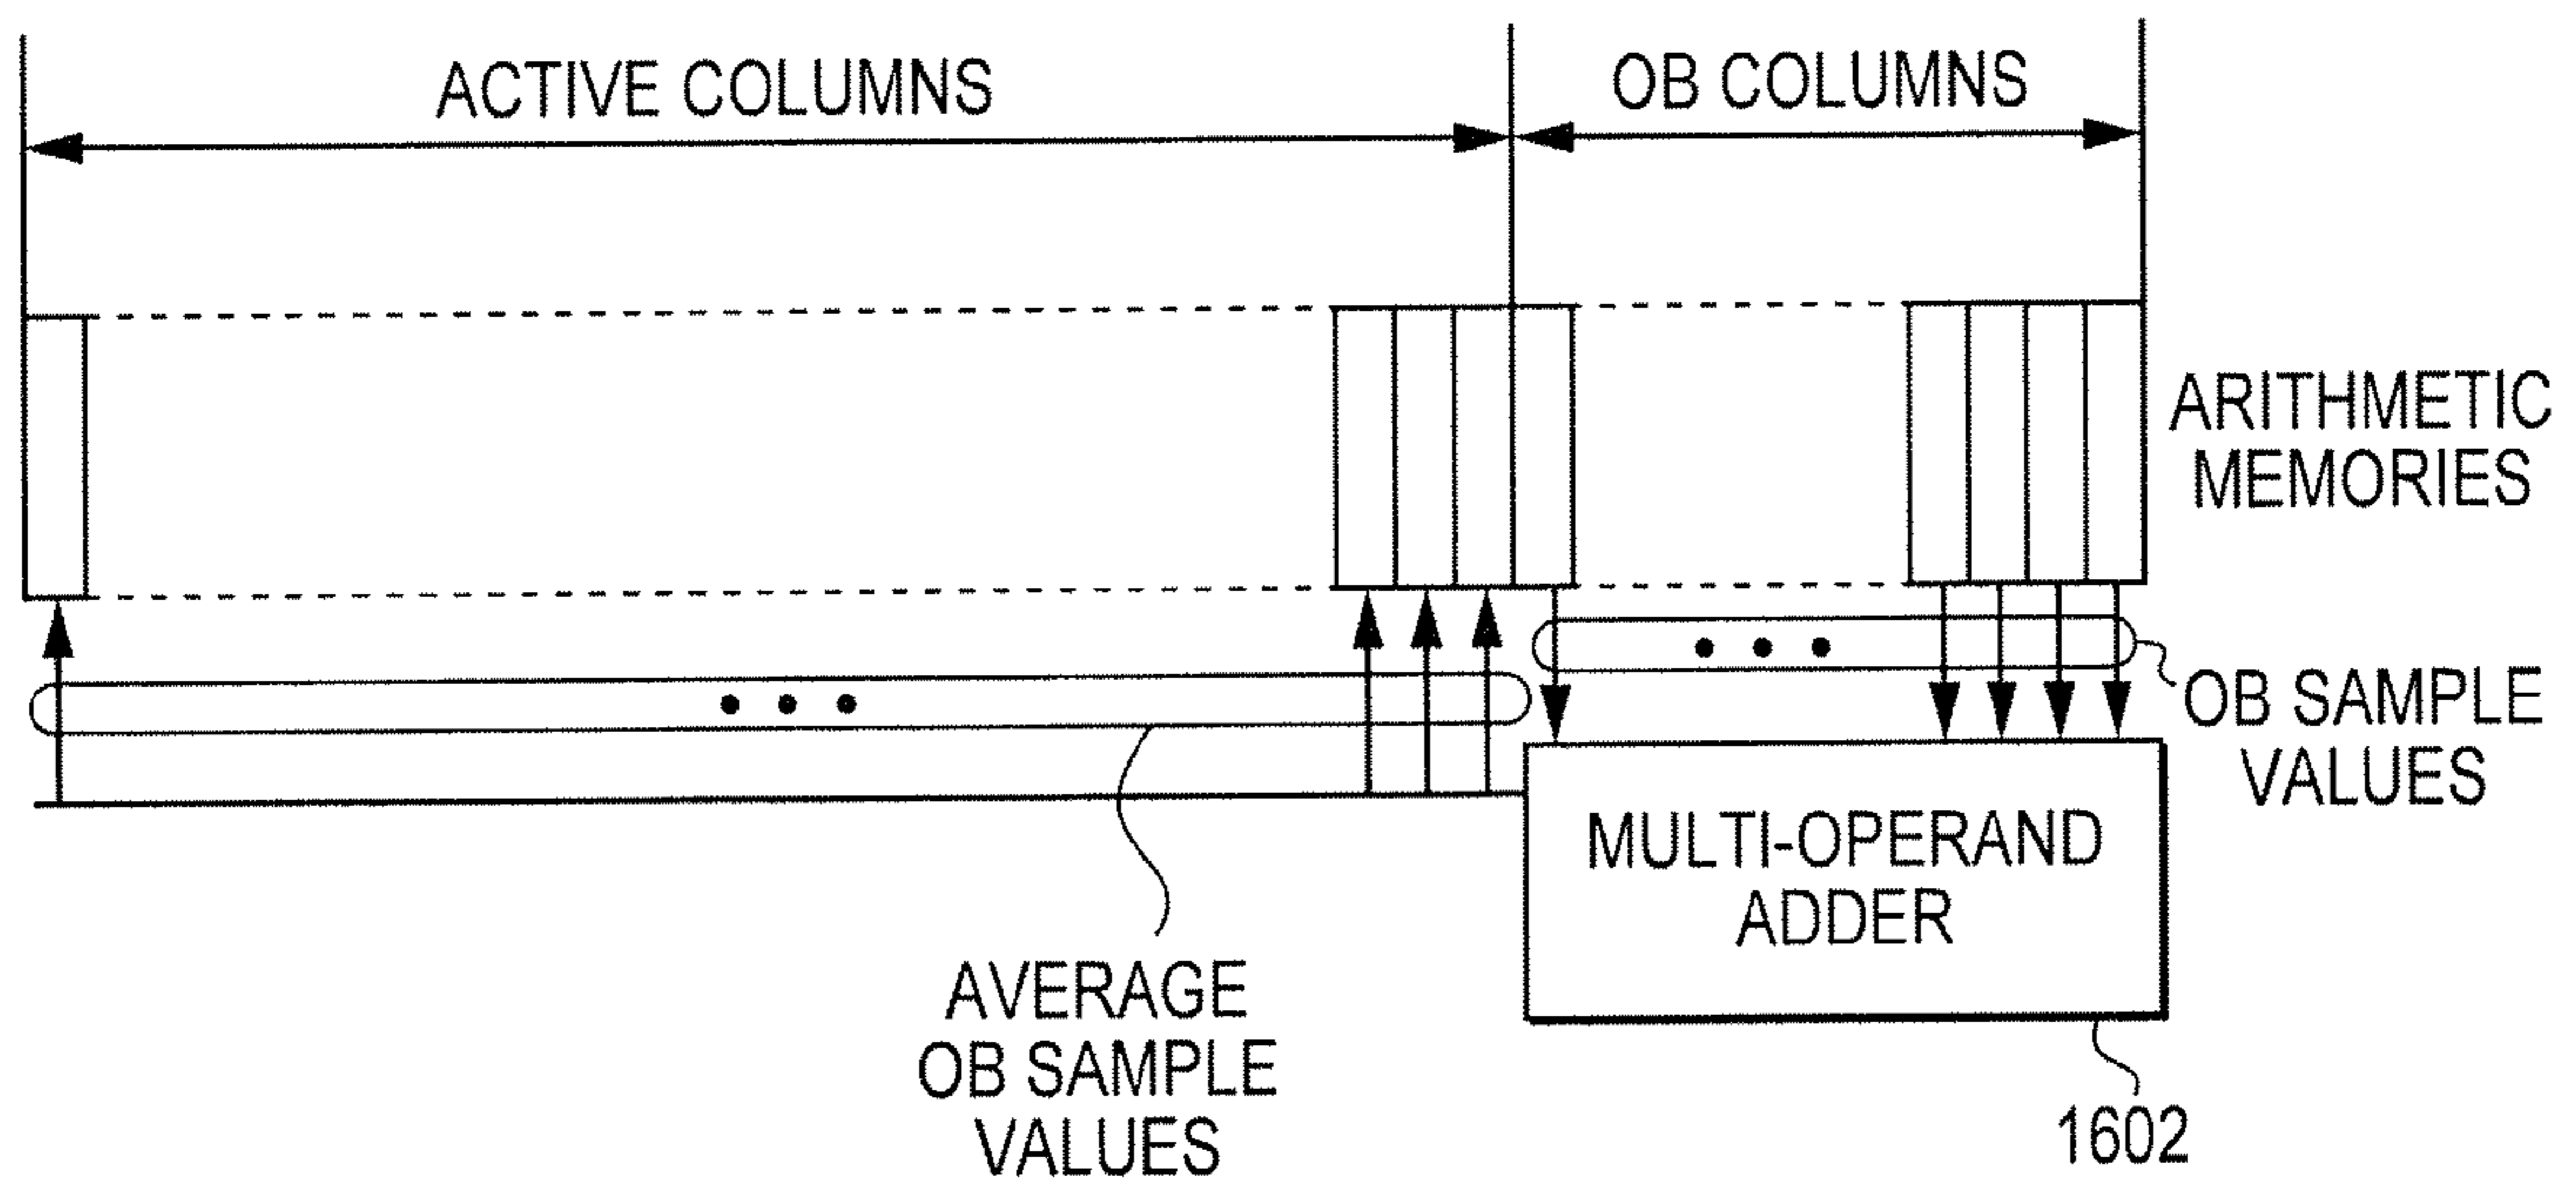 ACTIVE COLUMNS
OB COLUMNS
ARITHMETIC
MEMORIES
OB SAMPLE
VALUES
MULTI-OPERAND
ADDER
AVERAGE
OB SAMPLE
VALUES
1602